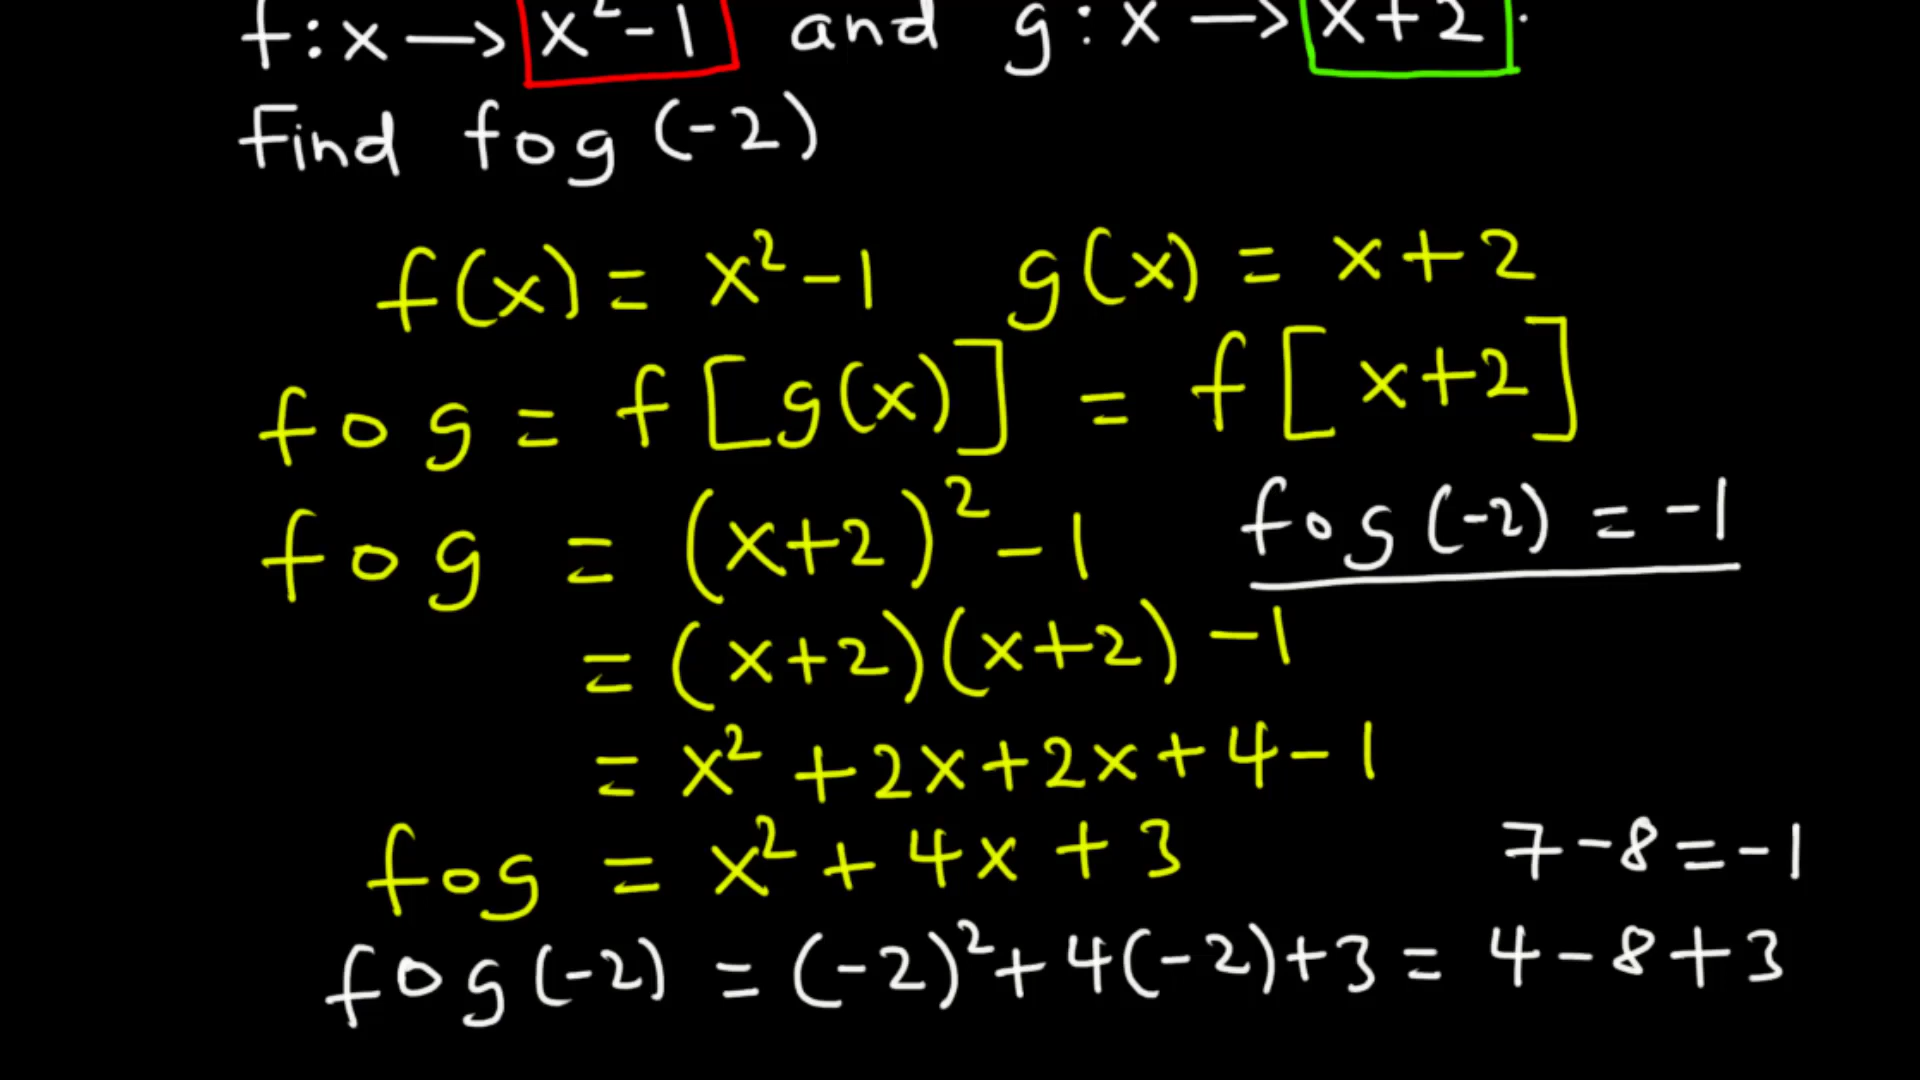 f : x → x² - 1 and g : x → x + 2 .
Find fog (-2)
f(x) = x² - 1 g(x) = x + 2
fog = f[g(x)] = f[x+2]
fog = (x+2)² - 1
fog (-2) = -1
= (x+2)(x+2) - 1
= x² + 2x + 2x + 4 - 1
fog = x² + 4x + 3
7 - 8 = -1
fog (-2) = (-2)² + 4(-2) + 3 = 4 - 8 + 3